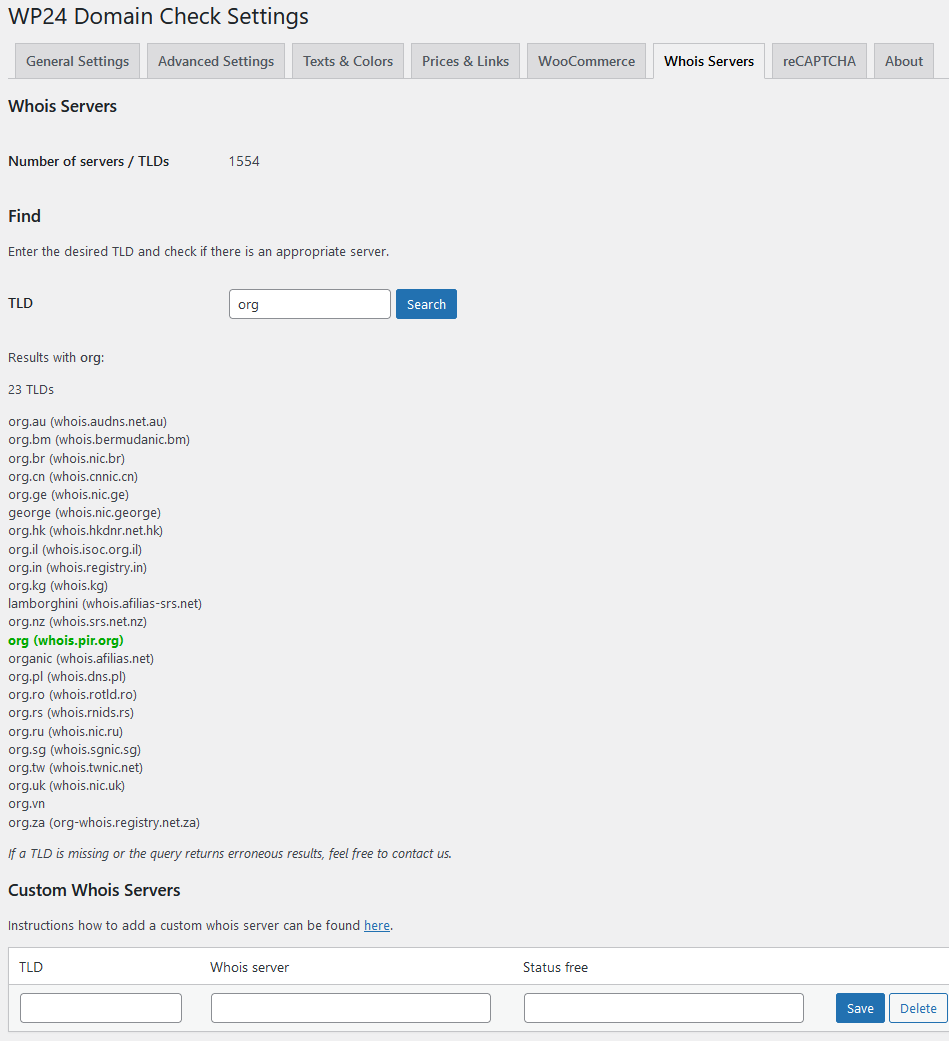 WP24 Domain Check Settings
General Settings Advanced Settings Texts & Colors Prices & Links WooCommerce Whois Servers reCAPTCHA About
Whois Servers
Number of servers / TLDs 1554
Find
Enter the desired TLD and check if there is an appropriate server.
TLD org Search
Results with org:
23 TLDs
org.au (whois.audns.net.au)
org.bm (whois.bermudanic.bm)
org.br (whois.nic.br)
org.cn (whois.cnnic.cn)
org.ge (whois.nic.ge)
george (whois.nic.george)
org.hk (whois.hkdnr.net.hk)
org.il (whois.isoc.org.il)
org.in (whois.registry.in)
org.kg (whois.kg)
lamborghini (whois.afilias-srs.net)
org.nz (whois.srs.net.nz)
org (whois.pir.org)
organic (whois.afilias.net)
org.pl (whois.dns.pl)
org.ro (whois.rotld.ro)
org.rs (whois.rnids.rs)
org.ru (whois.nic.ru)
org.sg (whois.sgnic.sg)
org.tw (whois.twnic.net)
org.uk (whois.nic.uk)
org.vn
org.za (org-whois.registry.net.za)
If a TLD is missing or the query returns erroneous results, feel free to contact us.
Custom Whois Servers
Instructions how to add a custom whois server can be found here.
TLD Whois server Status free
Save Delete